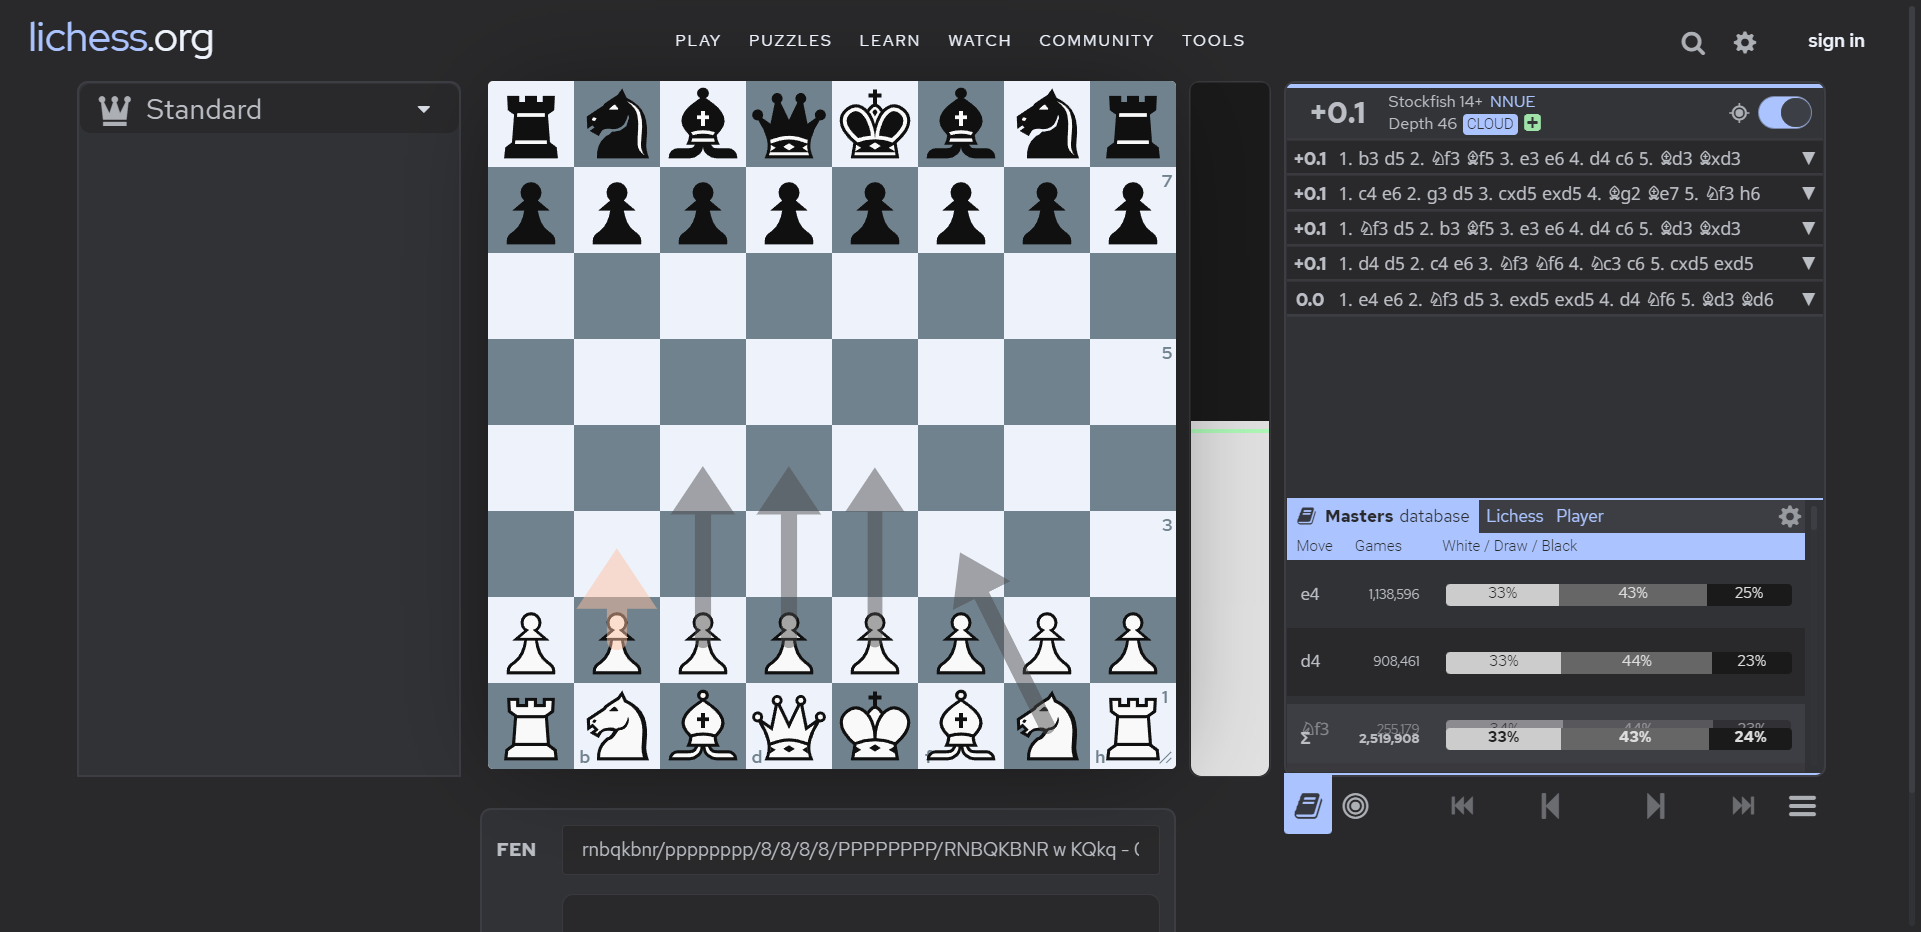 lichess.org
PLAY PUZZLES LEARN WATCH COMMUNITY TOOLS
sign in
Standard
7
5
3
1
b d f h
+0.1
Stockfish 14+ NNUE
Depth 46 CLOUD
+0.1 1. b3 d5 2. ♘f3 ♗f5 3. e3 e6 4. d4 c6 5. ♗d3 ♗xd3
+0.1 1. c4 e6 2. g3 d5 3. cxd5 exd5 4. ♗g2 ♗e7 5. ♘f3 h6
+0.1 1. ♘f3 d5 2. b3 ♗f5 3. e3 e6 4. d4 c6 5. ♗d3 ♗xd3
+0.1 1. d4 d5 2. c4 e6 3. ♘f3 ♘f6 4. ♘c3 c6 5. cxd5 exd5
0.0 1. e4 e6 2. ♘f3 d5 3. exd5 exd5 4. d4 ♘f6 5. ♗d3 ♗d6
Masters database Lichess Player
Move Games White / Draw / Black
e4 1,138,596 33% 43% 25%
d4 908,461 33% 44% 23%
♘f3 255,179 34% 44% 23%
Σ 2,519,908 33% 43% 24%
FEN rnbqkbnr/pppppppp/8/8/8/8/PPPPPPPP/RNBQKBNR w KQkq -